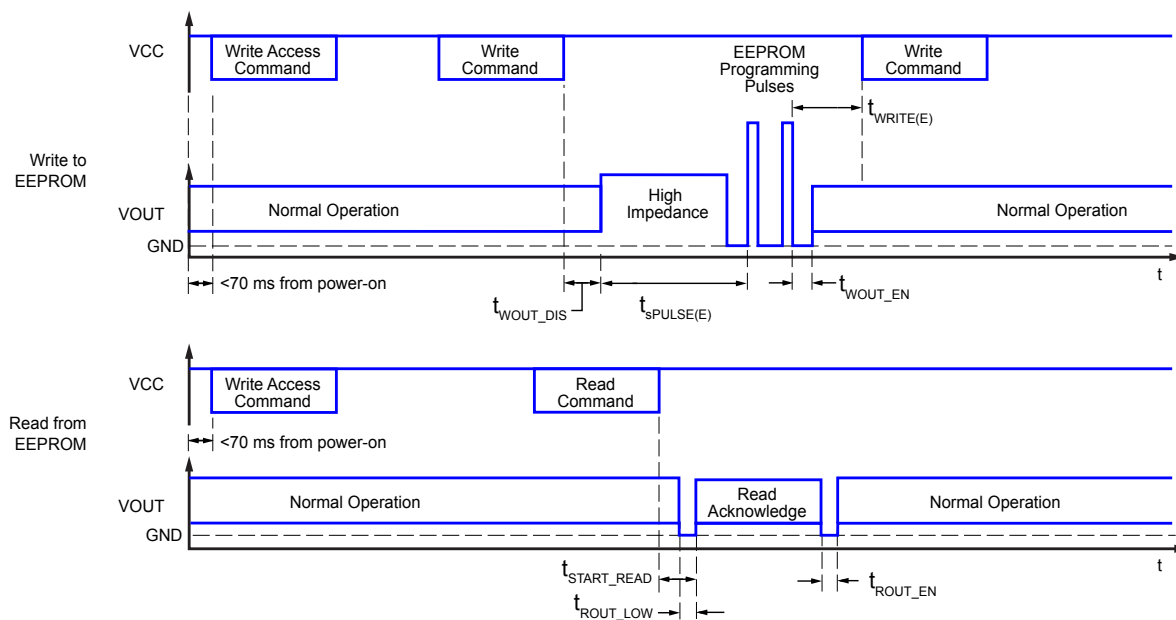 VCC
Write Access
Command
Write
Command
EEPROM
Programming
Pulses
Write
Command
tWRITE(E)
Write to
EEPROM
VOUT
Normal Operation
High
Impedance
Normal Operation
GND
t
<70 ms from power-on
tWOUT_DIS
tsPULSE(E)
tWOUT_EN
VCC
Write Access
Command
Read
Command
Read from
EEPROM
<70 ms from power-on
VOUT
Normal Operation
Read
Acknowledge
Normal Operation
GND
t
tSTART_READ
tROUT_EN
tROUT_LOW